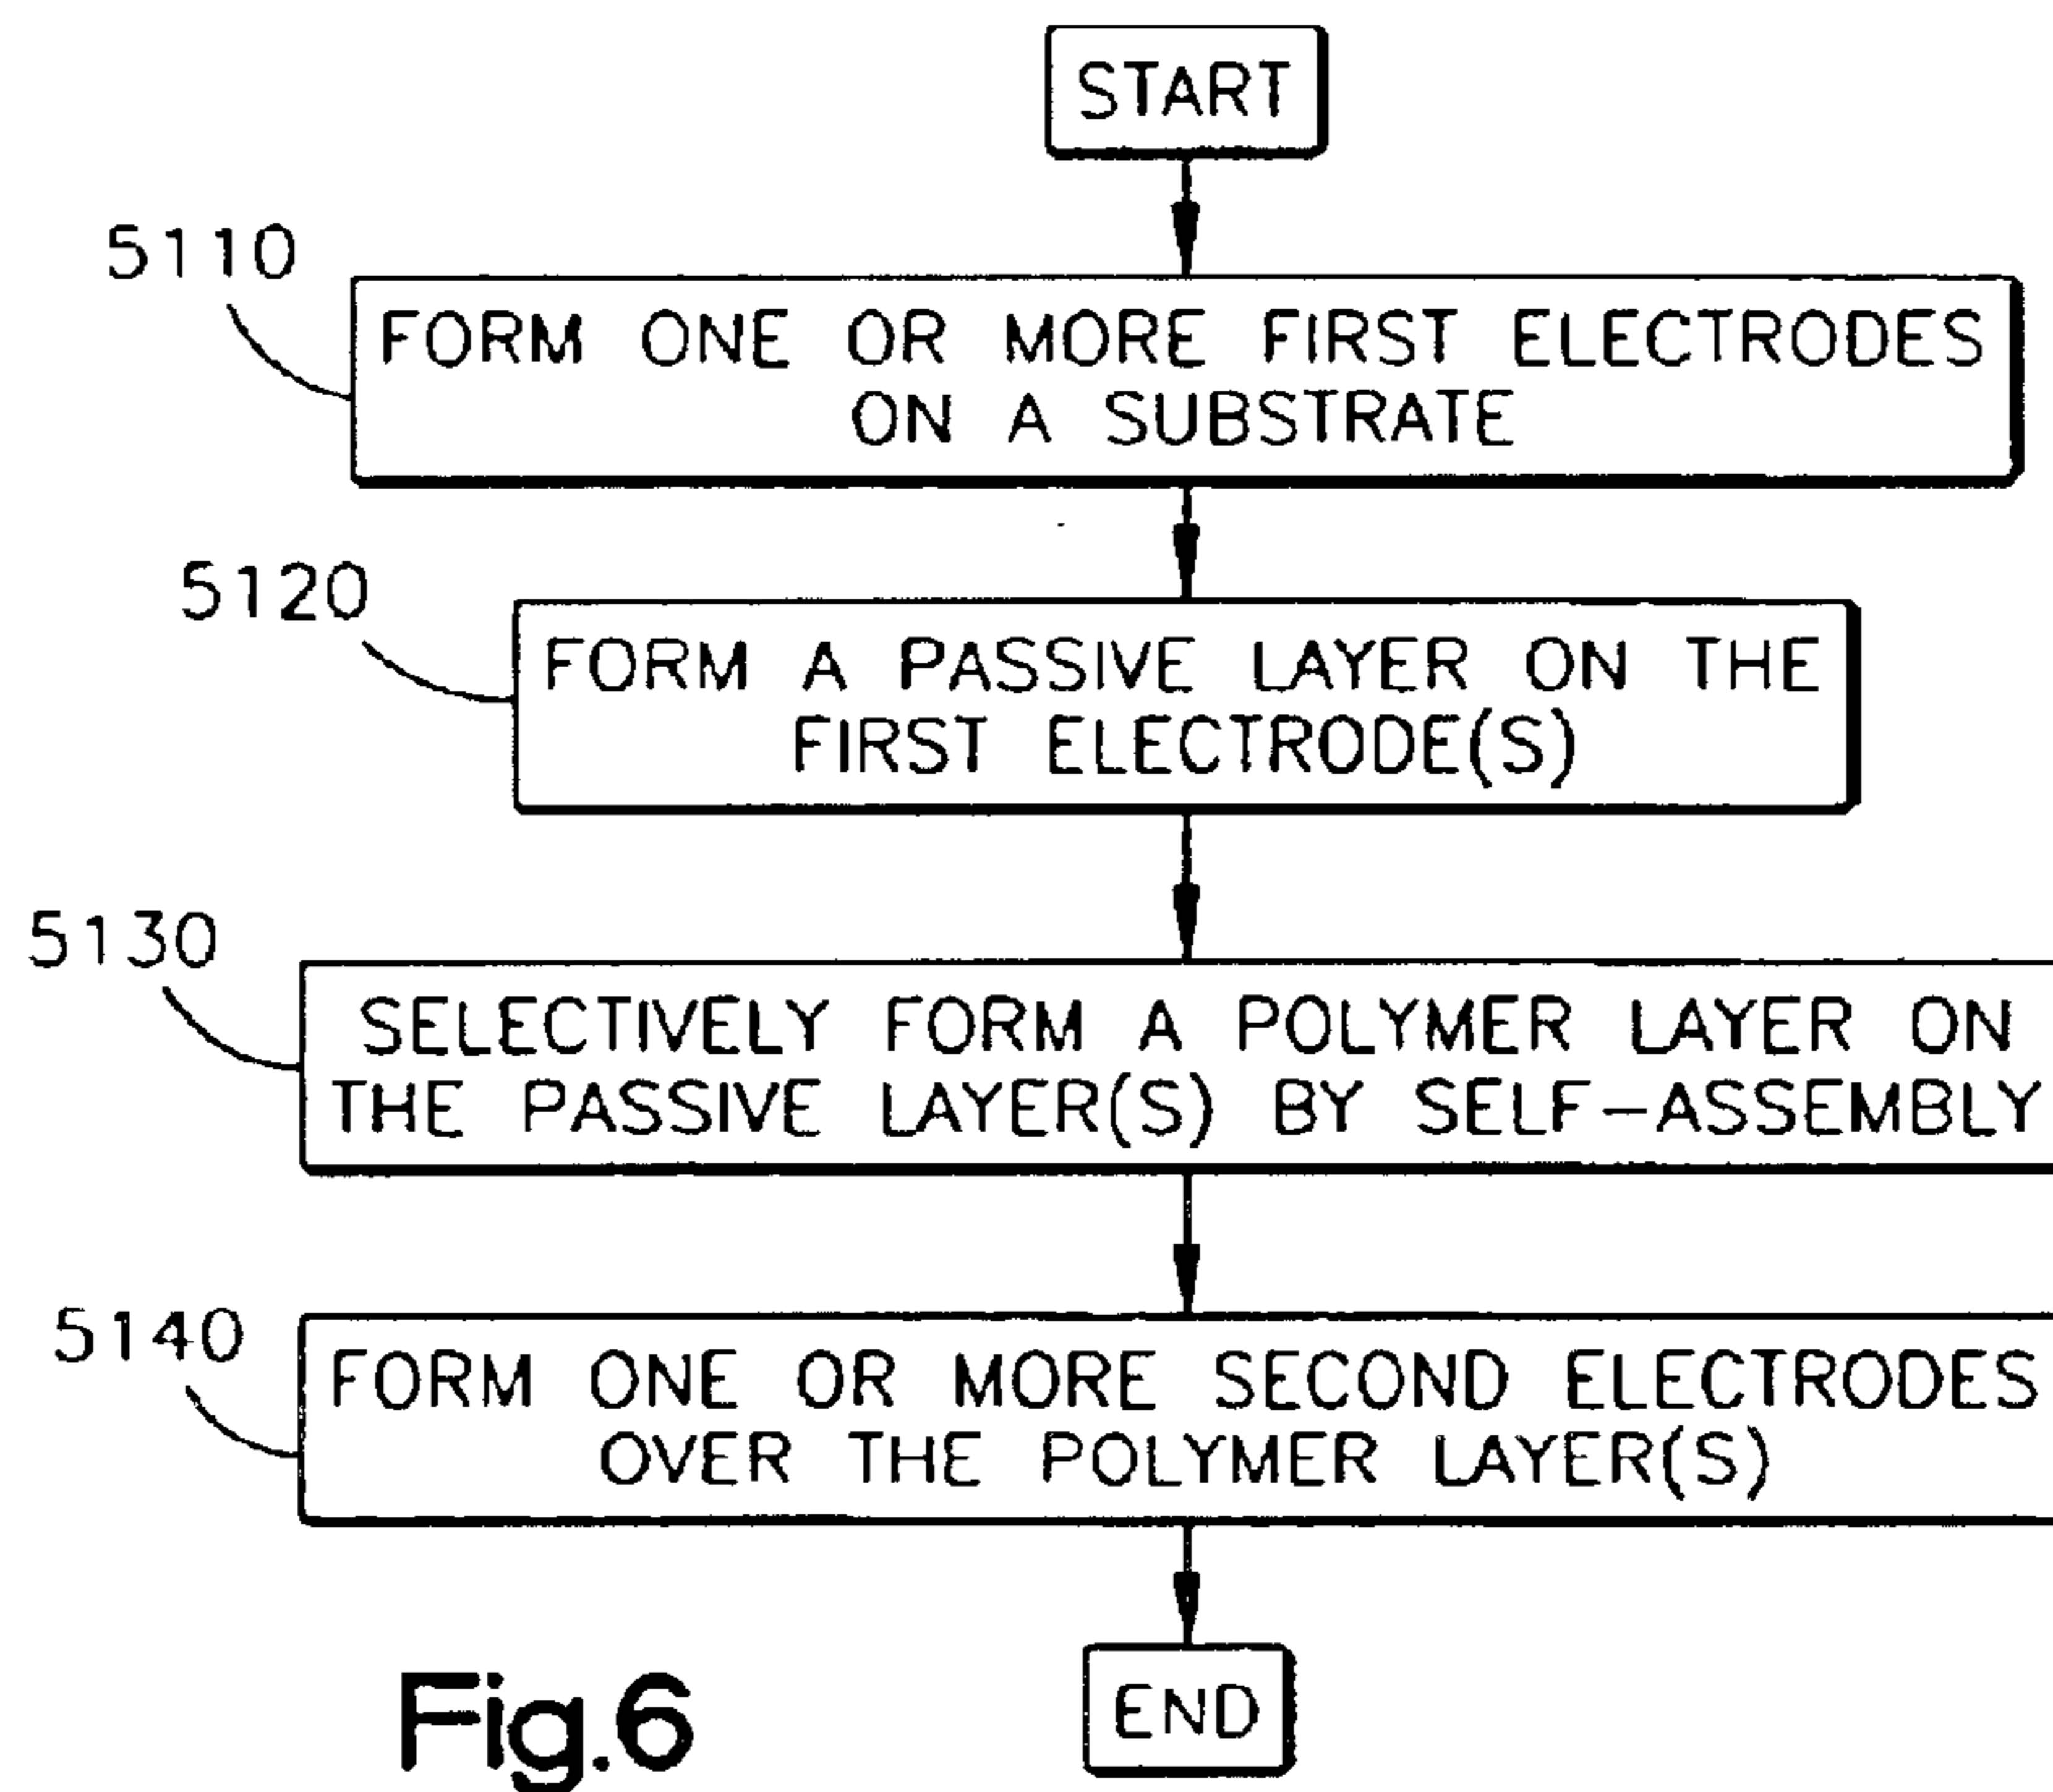 START
5110
FORM ONE OR MORE FIRST ELECTRODES
ON A SUBSTRATE
5120
FORM A PASSIVE LAYER ON THE
FIRST ELECTRODE(S)
5130
SELECTIVELY FORM A POLYMER LAYER ON
THE PASSIVE LAYER(S) BY SELF-ASSEMBLY
5140
FORM ONE OR MORE SECOND ELECTRODES
OVER THE POLYMER LAYER(S)
END
Fig.6